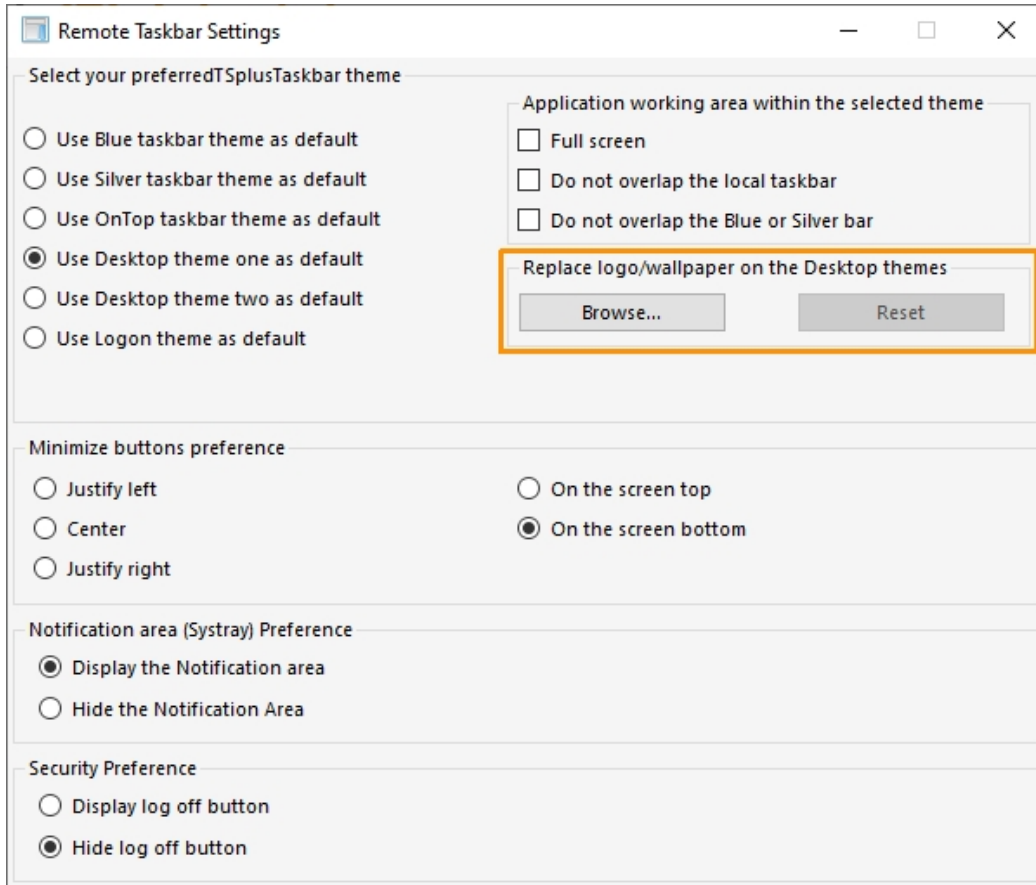 Remote Taskbar Settings
Select your preferredTSplusTaskbar theme
Use Blue taskbar theme as default
Use Silver taskbar theme as default
Use OnTop taskbar theme as default
Use Desktop theme one as default
Use Desktop theme two as default
Use Logon theme as default
Application working area within the selected theme
Full screen
Do not overlap the local taskbar
Do not overlap the Blue or Silver bar
Replace logo/wallpaper on the Desktop themes
Browse... Reset
Minimize buttons preference
Justify left
Center
Justify right
On the screen top
On the screen bottom
Notification area (Systray) Preference
Display the Notification area
Hide the Notification Area
Security Preference
Display log off button
Hide log off button